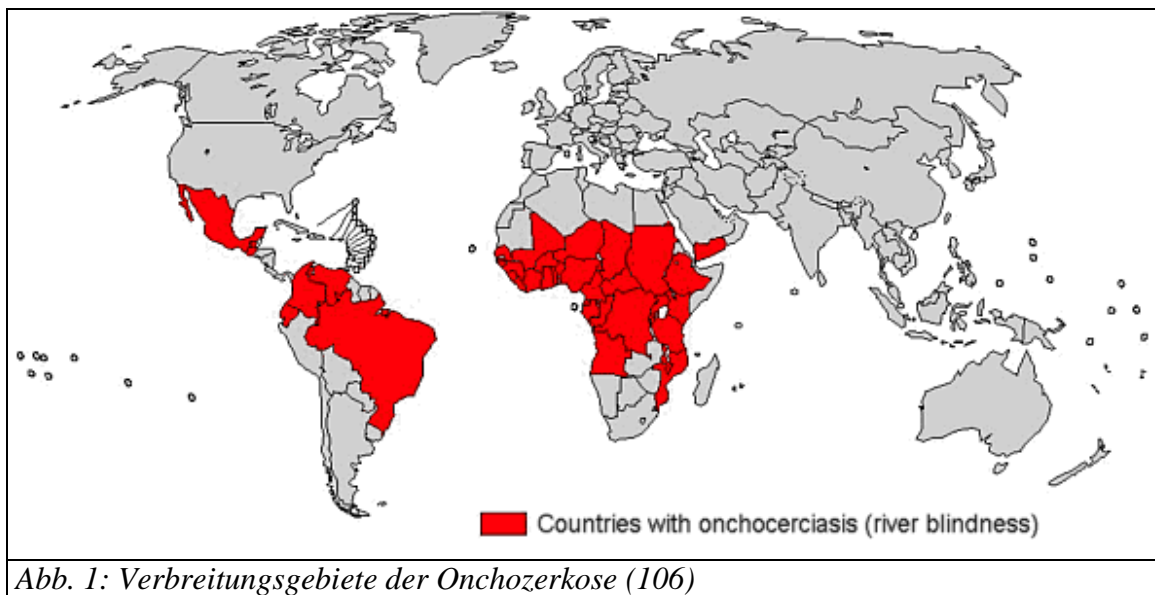 Countries with onchocerciasis (river blindness)
Abb. 1: Verbreitungsgebiete der Onchozerkose (106)